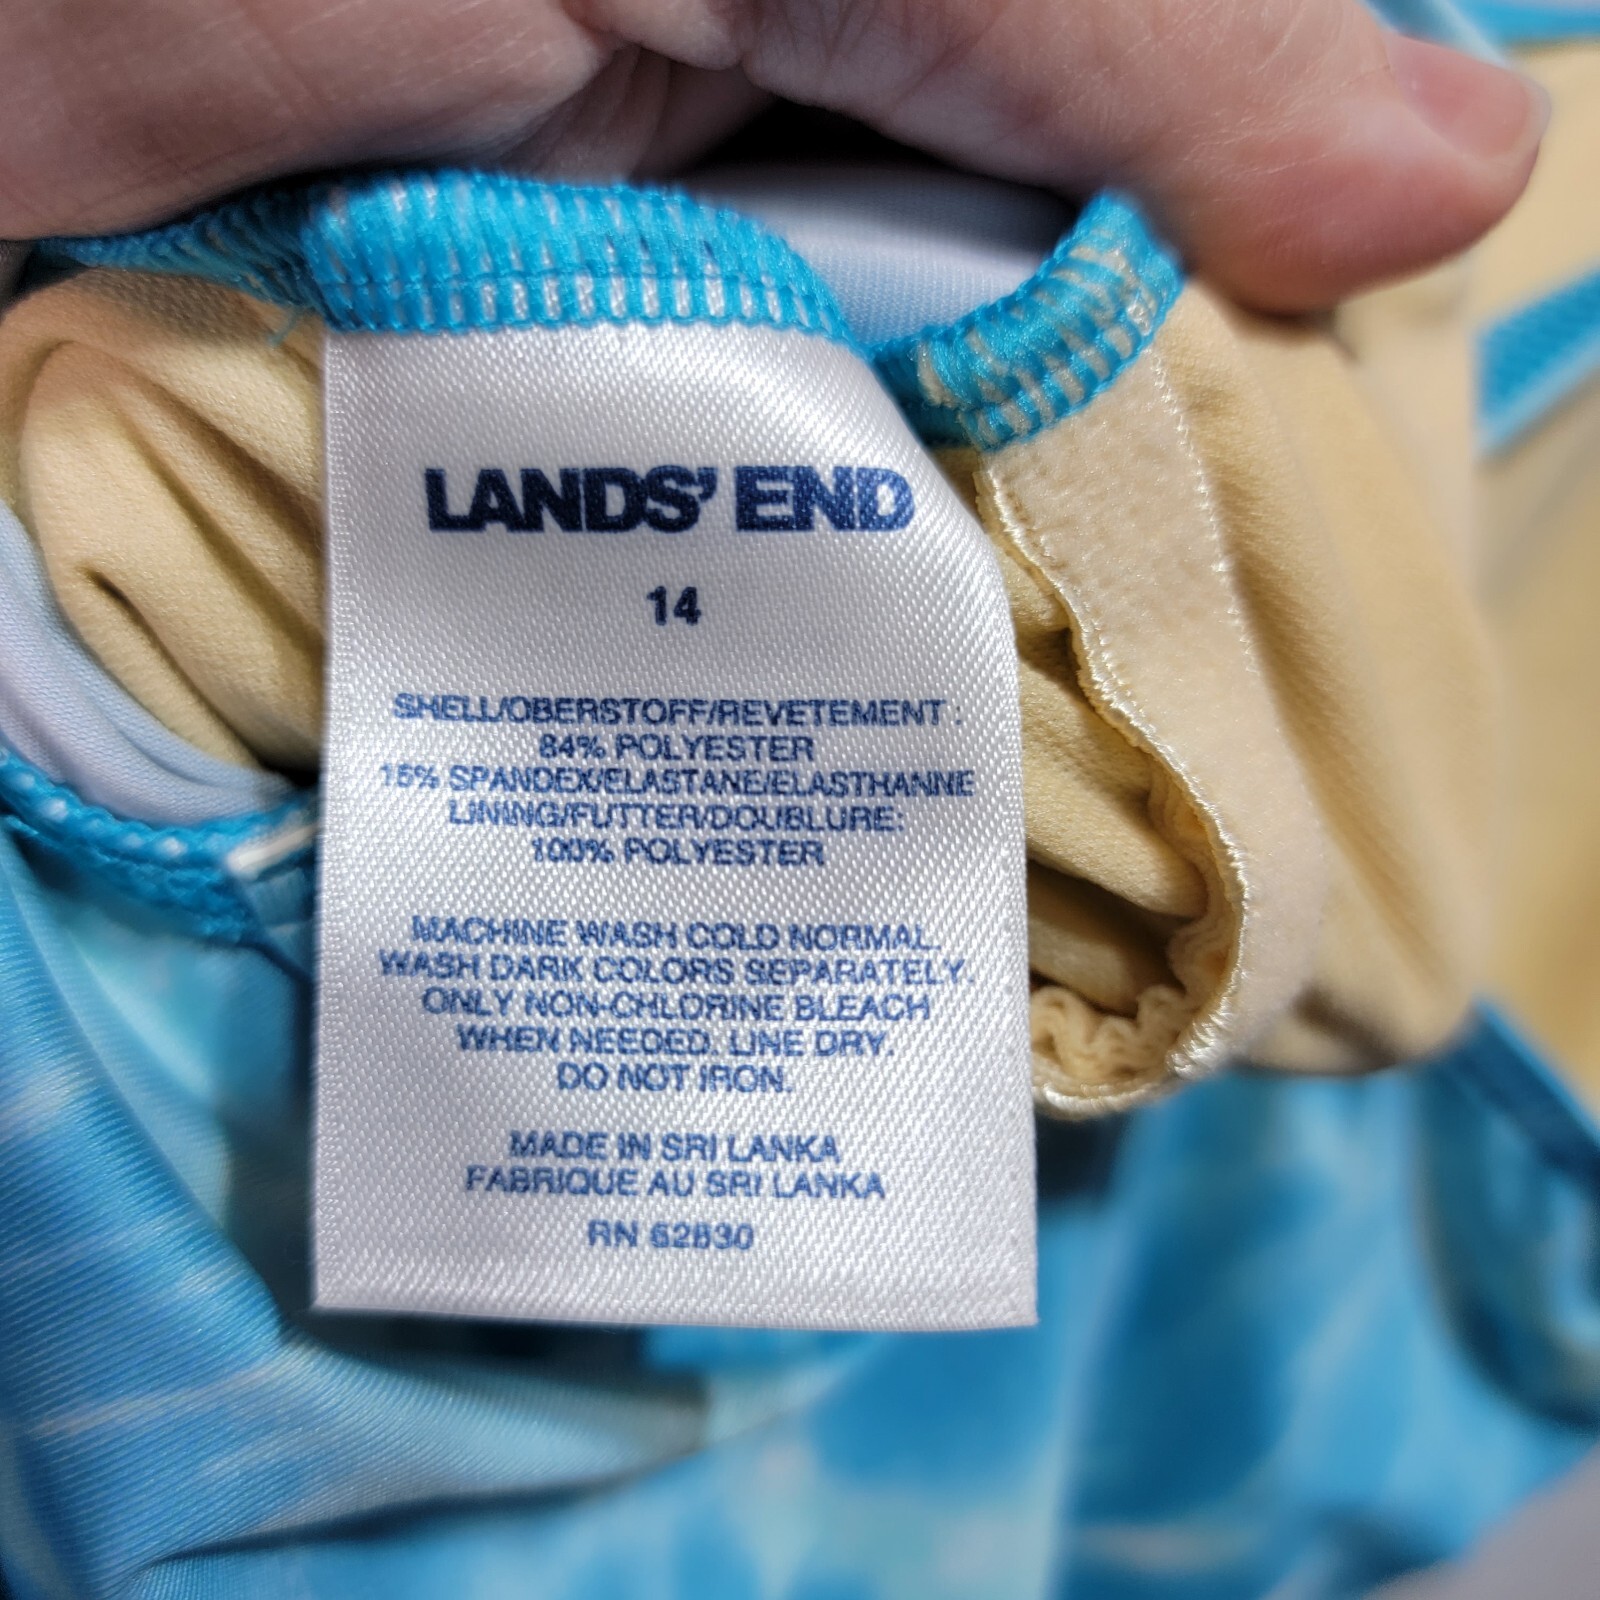 LANDS' END
14
SHELL/OBERSTOFF/REVETEMENT :
84% POLYESTER
16% SPANDEX/ELASTANE/ELASTHANNE
LINING/FUTTER/DOUBLURE:
100% POLYESTER
MACHINE WASH COLD NORMAL.
WASH DARK COLORS SEPARATELY.
ONLY NON-CHLORINE BLEACH
WHEN NEEDED. LINE DRY.
DO NOT IRON.
MADE IN SRI LANKA
FABRIQUE AU SRI LANKA
RN 62830